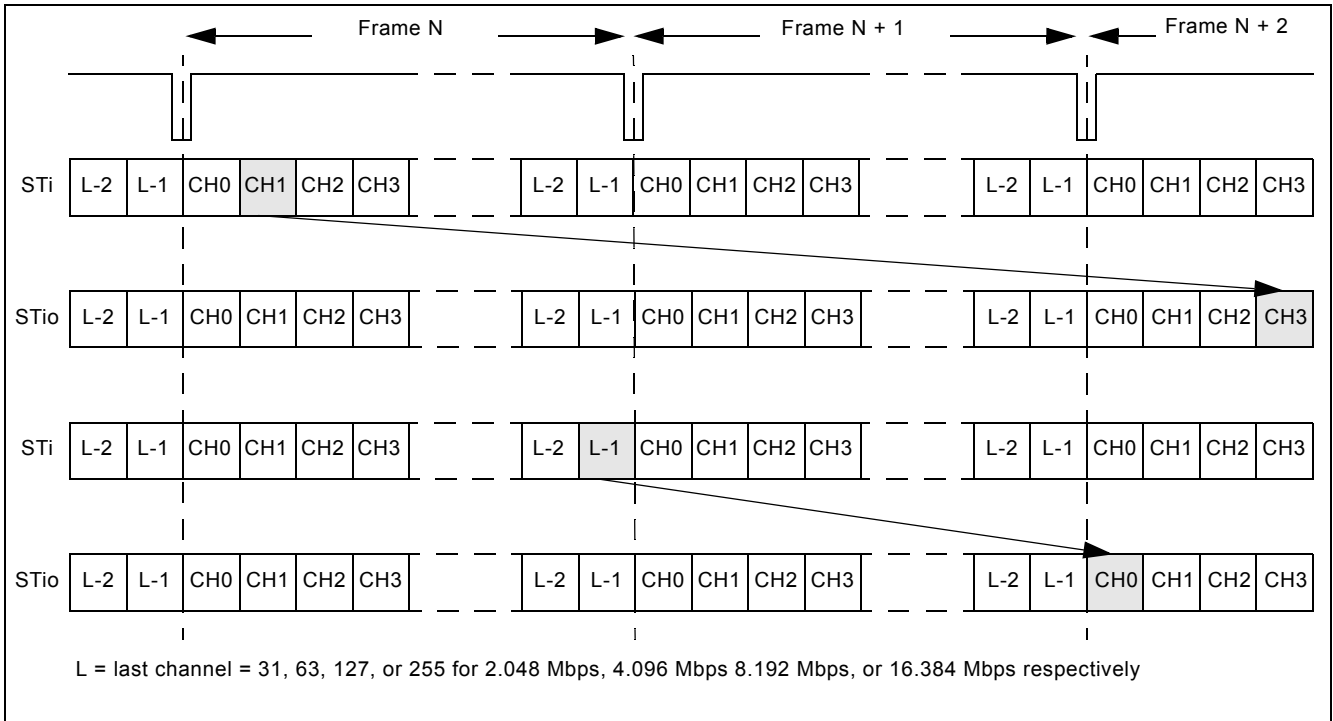 Frame N Frame N + 1 Frame N + 2
STi L-2 L-1 CH0 CH1 CH2 CH3 L-2 L-1 CH0 CH1 CH2 CH3 L-2 L-1 CH0 CH1 CH2 CH3
STio L-2 L-1 CH0 CH1 CH2 CH3 L-2 L-1 CH0 CH1 CH2 CH3 L-2 L-1 CH0 CH1 CH2 CH3
STi L-2 L-1 CH0 CH1 CH2 CH3 L-2 L-1 CH0 CH1 CH2 CH3 L-2 L-1 CH0 CH1 CH2 CH3
STio L-2 L-1 CH0 CH1 CH2 CH3 L-2 L-1 CH0 CH1 CH2 CH3 L-2 L-1 CH0 CH1 CH2 CH3
L = last channel = 31, 63, 127, or 255 for 2.048 Mbps, 4.096 Mbps 8.192 Mbps, or 16.384 Mbps respectively